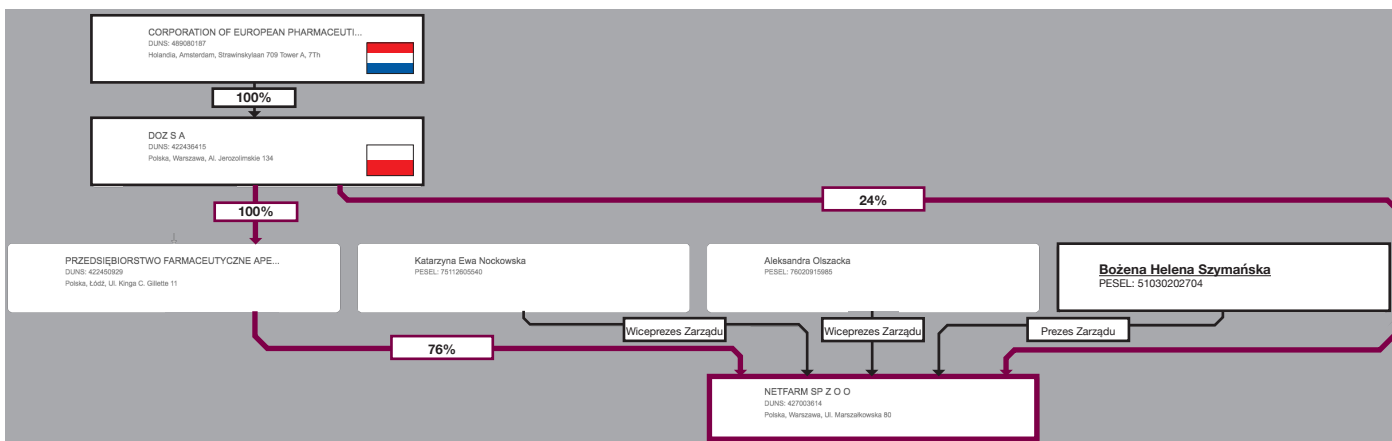 CORPORATION OF EUROPEAN PHARMACEUTI...
DUNS: 489080187
Holandia, Amsterdam, Strawinskylaan 709 Tower A, 7Th
100%
DOZ S A
DUNS: 422436415
Polska, Warszawa, Al. Jerozolimskie 134
100%
24%
PRZEDSIĘBIORSTWO FARMACEUTYCZNE APE...
DUNS: 422450929
Polska, Łódź, Ul. Kinga C. Gillette 11
Katarzyna Ewa Nockowska
PESEL: 75112605540
Aleksandra Olszacka
PESEL: 76020915985
Bożena Helena Szymańska
PESEL: 51030202704
Wiceprezes Zarządu
Wiceprezes Zarządu
Prezes Zarządu
76%
NETFARM SP Z O O
DUNS: 427003614
Polska, Warszawa, Ul. Marszałkowska 80